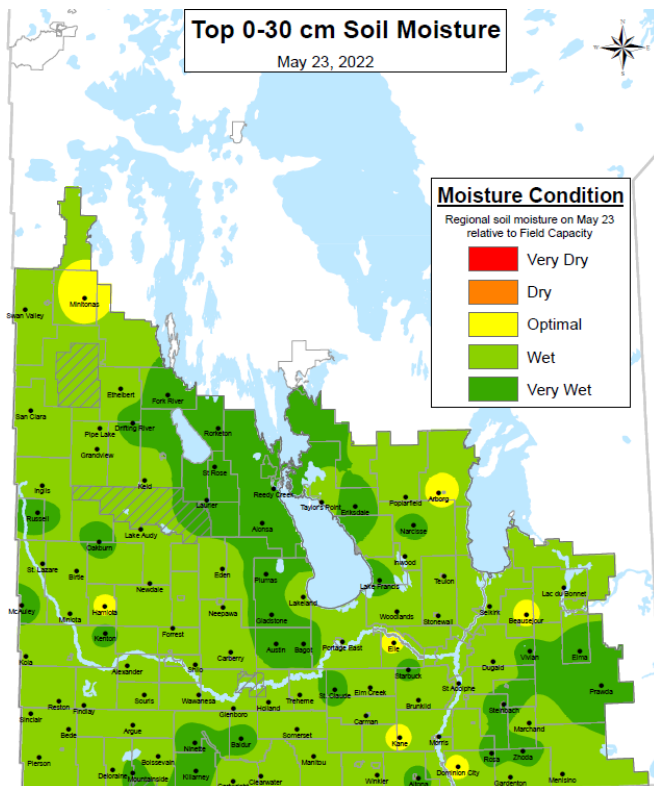 Top 0-30 cm Soil Moisture
May 23, 2022
N
W
E
S
Moisture Condition
Regional soil moisture on May 23
relative to Field Capacity
Very Dry
Dry
Optimal
Wet
Very Wet
Minitonas
Swan Valley
Ethelbert
Fork River
San Clara
Pipe Lake
Drifting River
Rorketon
Grandview
St Rose
Inglis
Keld
Reedy Creek
Taylor's Point
Poplarfield
Arborg
Russell
Laurier
Eriksdale
Lake Audy
Alonsa
Narcisse
Oakburn
St. Lazare
Birtle
Eden
Plumas
Inwood
Newdale
Lake Francis
Teulon
Lac du Bonnet
McAuley
Miniota
Hamiota
Neepawa
Lakeland
Gladstone
Woodlands
Stonewall
Selkirk
Beausejour
Kenton
Forrest
Austin
Bagot
Portage East
Elie
Kola
Alexander
Shilo
Carberry
Starbuck
Dugald
Vivian
Elma
Reston
Findlay
Souris
Wawanesa
Treherne
St. Claude
Elm Creek
Brunkild
St Adolphe
Prawda
Sinclair
Glenboro
Holland
Steinbach
Bede
Argue
Carman
Marchand
Pierson
Boissevain
Ninette
Baldur
Somerset
Kane
Morris
Rosa
Zhoda
Deloraine
Mountainside
Killarney
Clearwater
Manitou
Winkler
Altona
Dominion City
Gardenton
Menisino